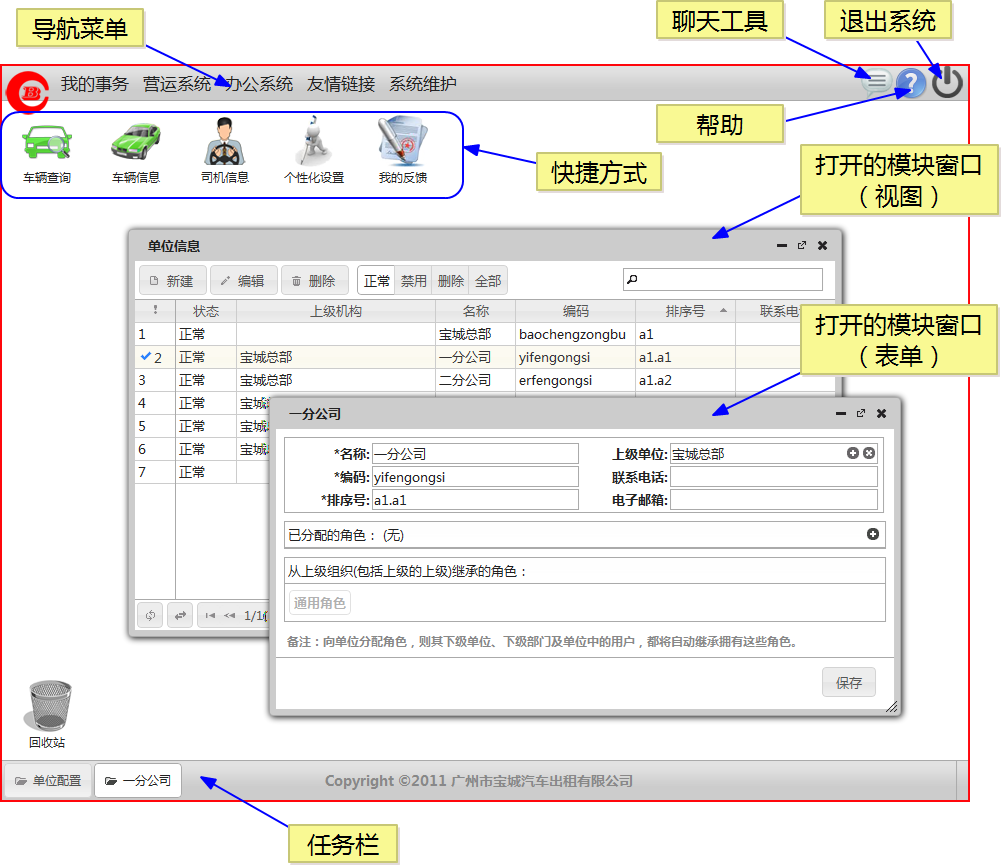 导航菜单
聊天工具
退出系统
B
我的事务 营运系统 办公系统 友情链接 系统维护
?
帮助
车辆查询 车辆信息 司机信息 个性化设置 我的反馈
快捷方式
打开的模块窗口
（视图）
单位信息
新建 编辑 删除 正常 禁用 删除 全部
状态 上级机构 名称 编码 排序号 联系电
1 正常 宝城总部 baochengzongbu a1
2 正常 宝城总部 一分公司 yifengongsi a1.a1
3 正常 宝城总部 二分公司 erfengongsi a1.a2
4 正常 宝城
5 正常 宝城
6 正常 宝城
7 正常
1/1
打开的模块窗口
（表单）
一分公司
*名称: 一分公司 上级单位: 宝城总部
*编码: yifengongsi 联系电话:
*排序号: a1.a1 电子邮箱:
已分配的角色： (无)
从上级组织(包括上级的上级)继承的角色：
通用角色
备注：向单位分配角色，则其下级单位、下级部门及单位中的用户，都将自动继承拥有这些角色。
保存
回收站
单位配置 一分公司 Copyright ©2011 广州市宝城汽车出租有限公司
任务栏